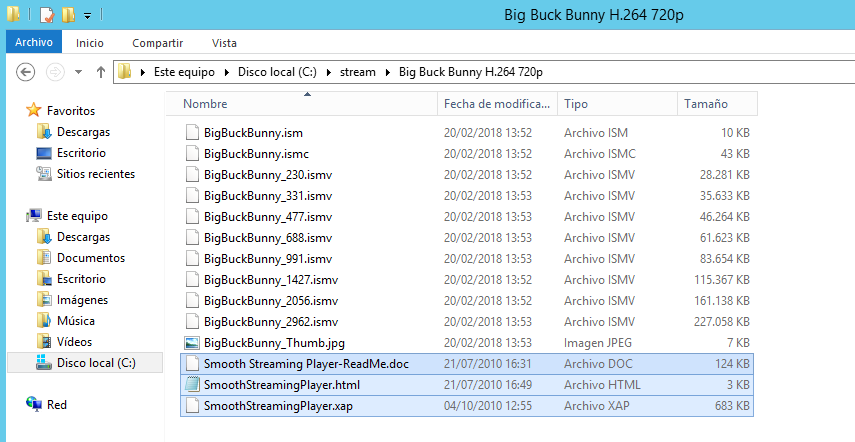 Big Buck Bunny H.264 720p
Archivo Inicio Compartir Vista
Este equipo Disco local (C:) stream Big Buck Bunny H.264 720p
Favoritos
Descargas
Escritorio
Sitios recientes
Este equipo
Descargas
Documentos
Escritorio
Imágenes
Música
Vídeos
Disco local (C:)
Red
Nombre Fecha de modifica... Tipo Tamaño
BigBuckBunny.ism 20/02/2018 13:52 Archivo ISM 10 KB
BigBuckBunny.ismc 20/02/2018 13:52 Archivo ISMC 43 KB
BigBuckBunny_230.ismv 20/02/2018 13:52 Archivo ISMV 28.281 KB
BigBuckBunny_331.ismv 20/02/2018 13:53 Archivo ISMV 35.633 KB
BigBuckBunny_477.ismv 20/02/2018 13:53 Archivo ISMV 46.264 KB
BigBuckBunny_688.ismv 20/02/2018 13:53 Archivo ISMV 61.623 KB
BigBuckBunny_991.ismv 20/02/2018 13:53 Archivo ISMV 83.654 KB
BigBuckBunny_1427.ismv 20/02/2018 13:52 Archivo ISMV 115.367 KB
BigBuckBunny_2056.ismv 20/02/2018 13:52 Archivo ISMV 161.138 KB
BigBuckBunny_2962.ismv 20/02/2018 13:53 Archivo ISMV 227.058 KB
BigBuckBunny_Thumb.jpg 20/02/2018 13:53 Imagen JPEG 7 KB
Smooth Streaming Player-ReadMe.doc 21/07/2010 16:31 Archivo DOC 124 KB
SmoothStreamingPlayer.html 21/07/2010 16:49 Archivo HTML 3 KB
SmoothStreamingPlayer.xap 04/10/2010 12:55 Archivo XAP 683 KB